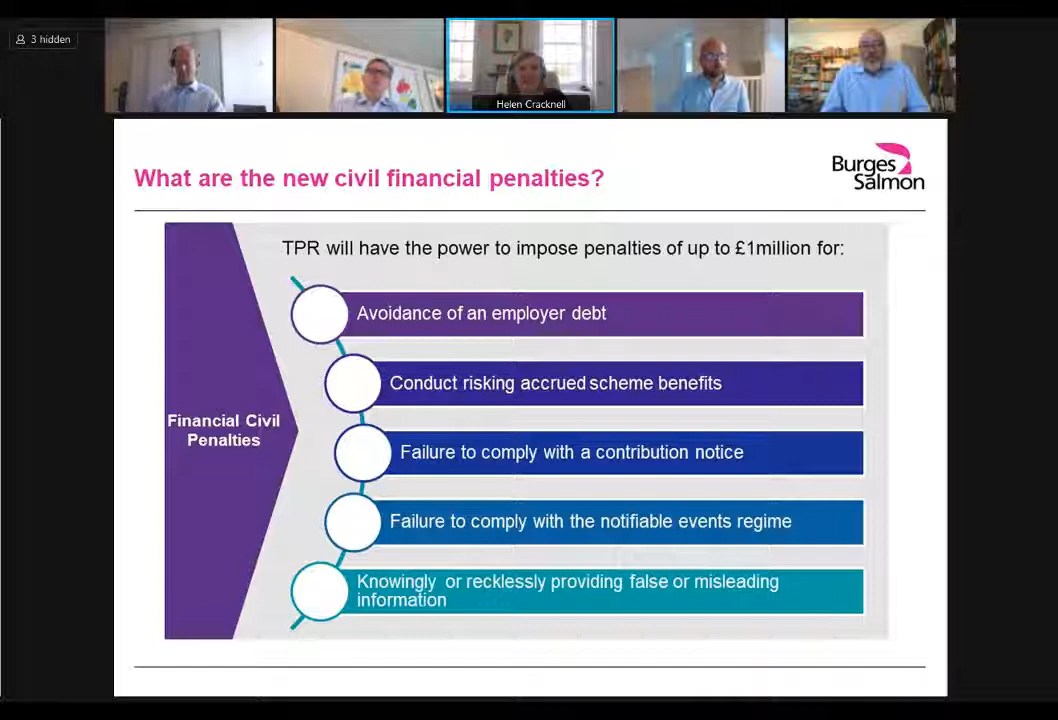 3 hidden
Helen Cracknell
What are the new civil financial penalties?
Burges
Salmon
TPR will have the power to impose penalties of up to £1million for:
Avoidance of an employer debt
Conduct risking accrued scheme benefits
Financial Civil
Penalties
Failure to comply with a contribution notice
Failure to comply with the notifiable events regime
Knowingly or recklessly providing false or misleading
information